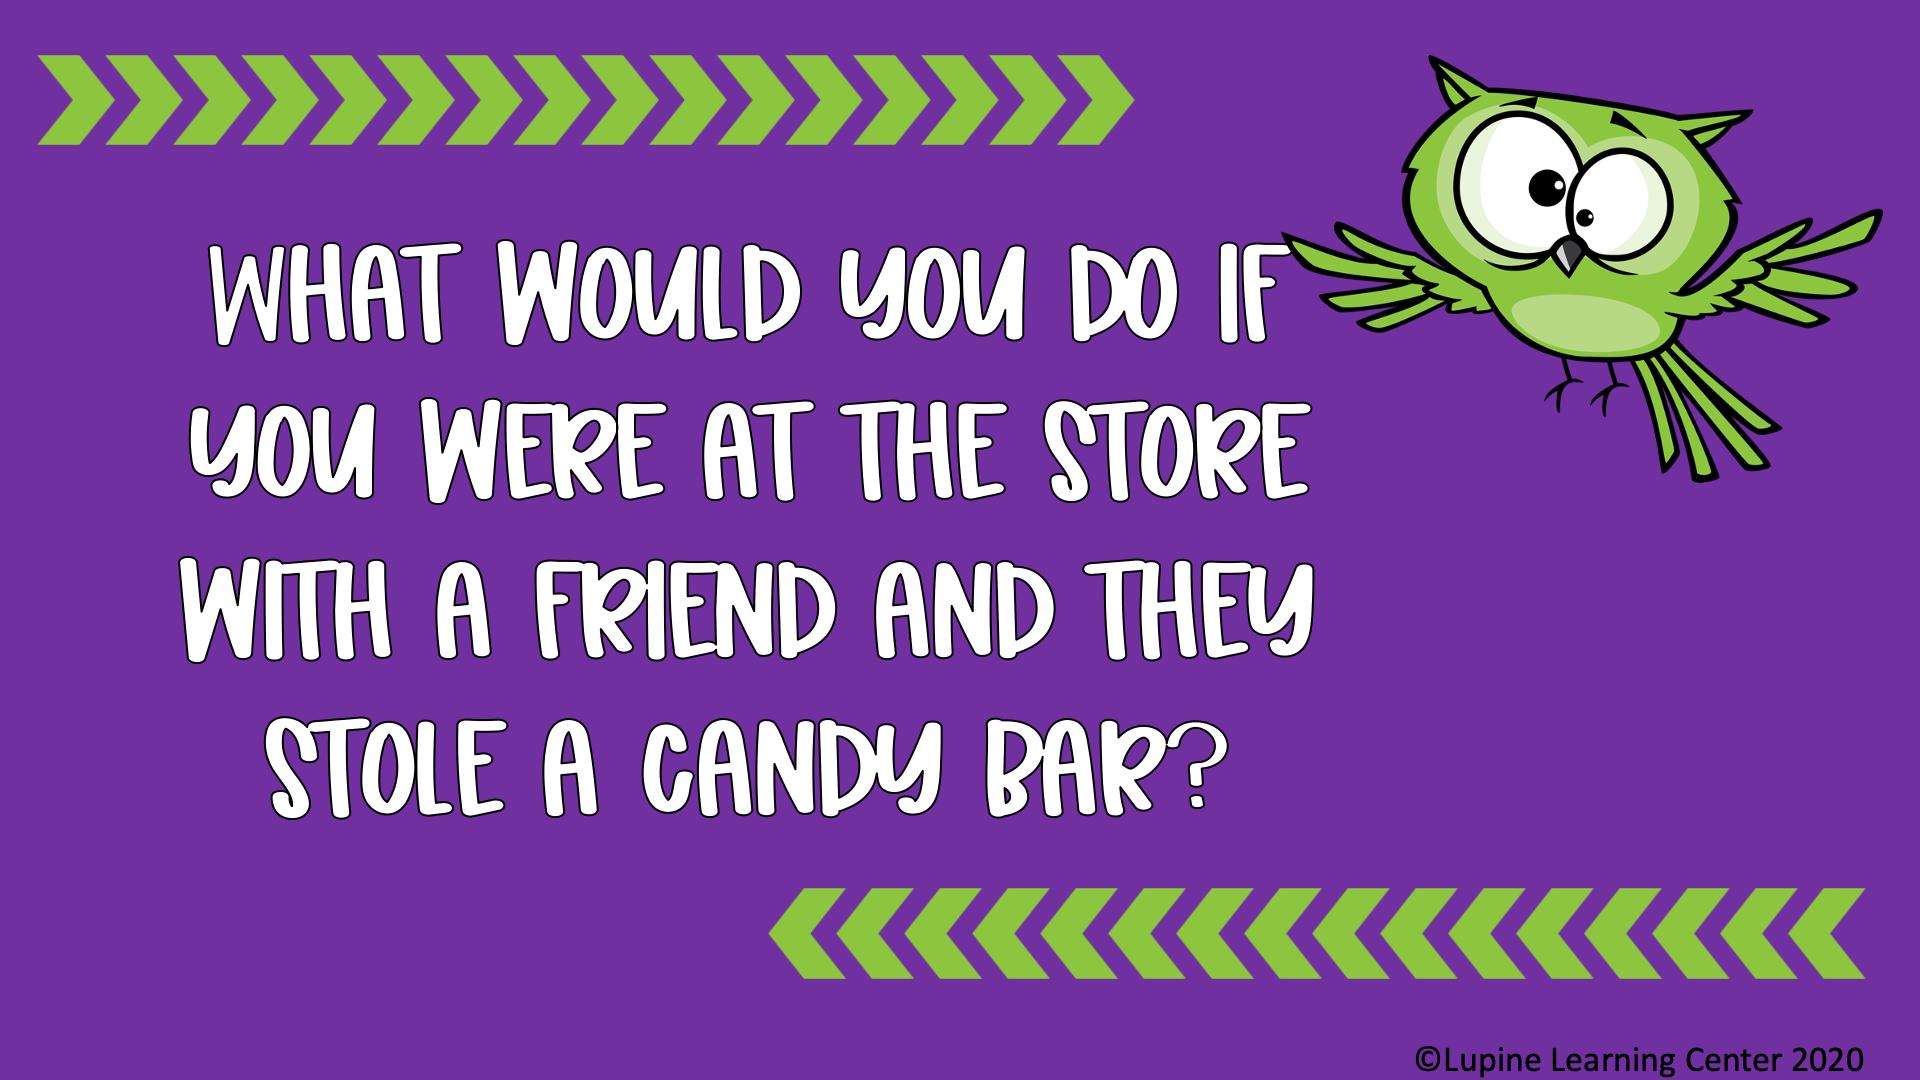 WHAT WOULD YOU DO IF
YOU WERE AT THE STORE
WITH A FRIEND AND THEY
STOLE A CANDY BAR?
©Lupine Learning Center 2020